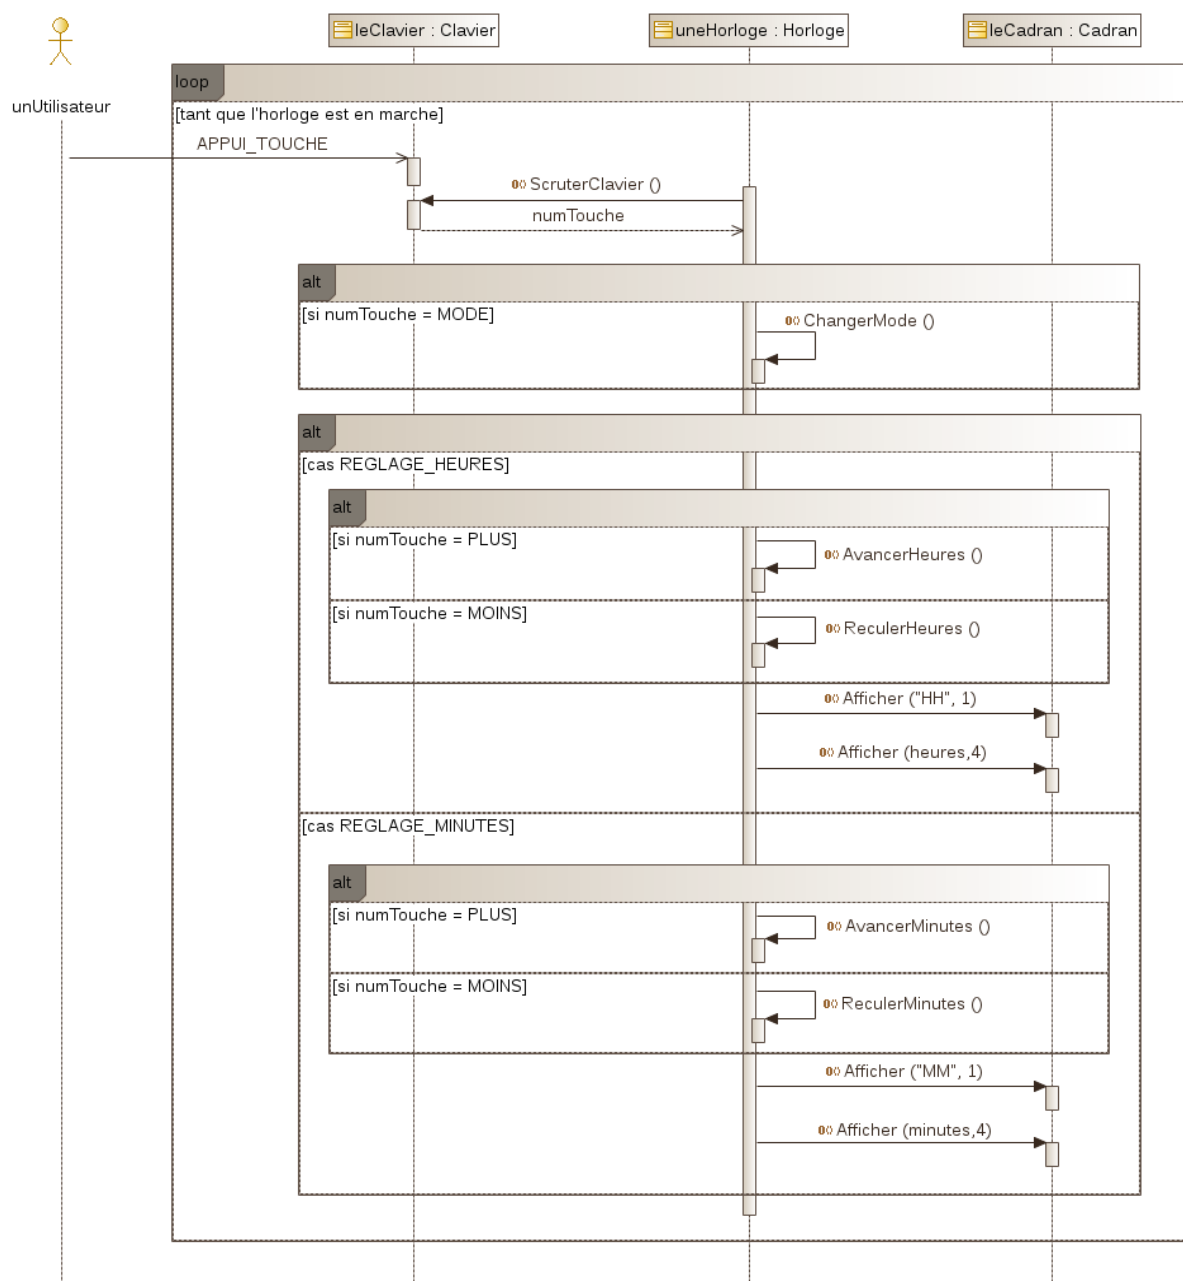 leClavier : Clavier
uneHorloge : Horloge
leCadran : Cadran
loop
unUtilisateur
[tant que l'horloge est en marche]
APPUI_TOUCHE
ScruterClavier ()
numTouche
alt
[si numTouche = MODE]
ChangerMode ()
alt
[cas REGLAGE_HEURES]
alt
[si numTouche = PLUS]
AvancerHeures ()
[si numTouche = MOINS]
ReculerHeures ()
Afficher ("HH", 1)
Afficher (heures,4)
[cas REGLAGE_MINUTES]
alt
[si numTouche = PLUS]
AvancerMinutes ()
[si numTouche = MOINS]
ReculerMinutes ()
Afficher ("MM", 1)
Afficher (minutes,4)